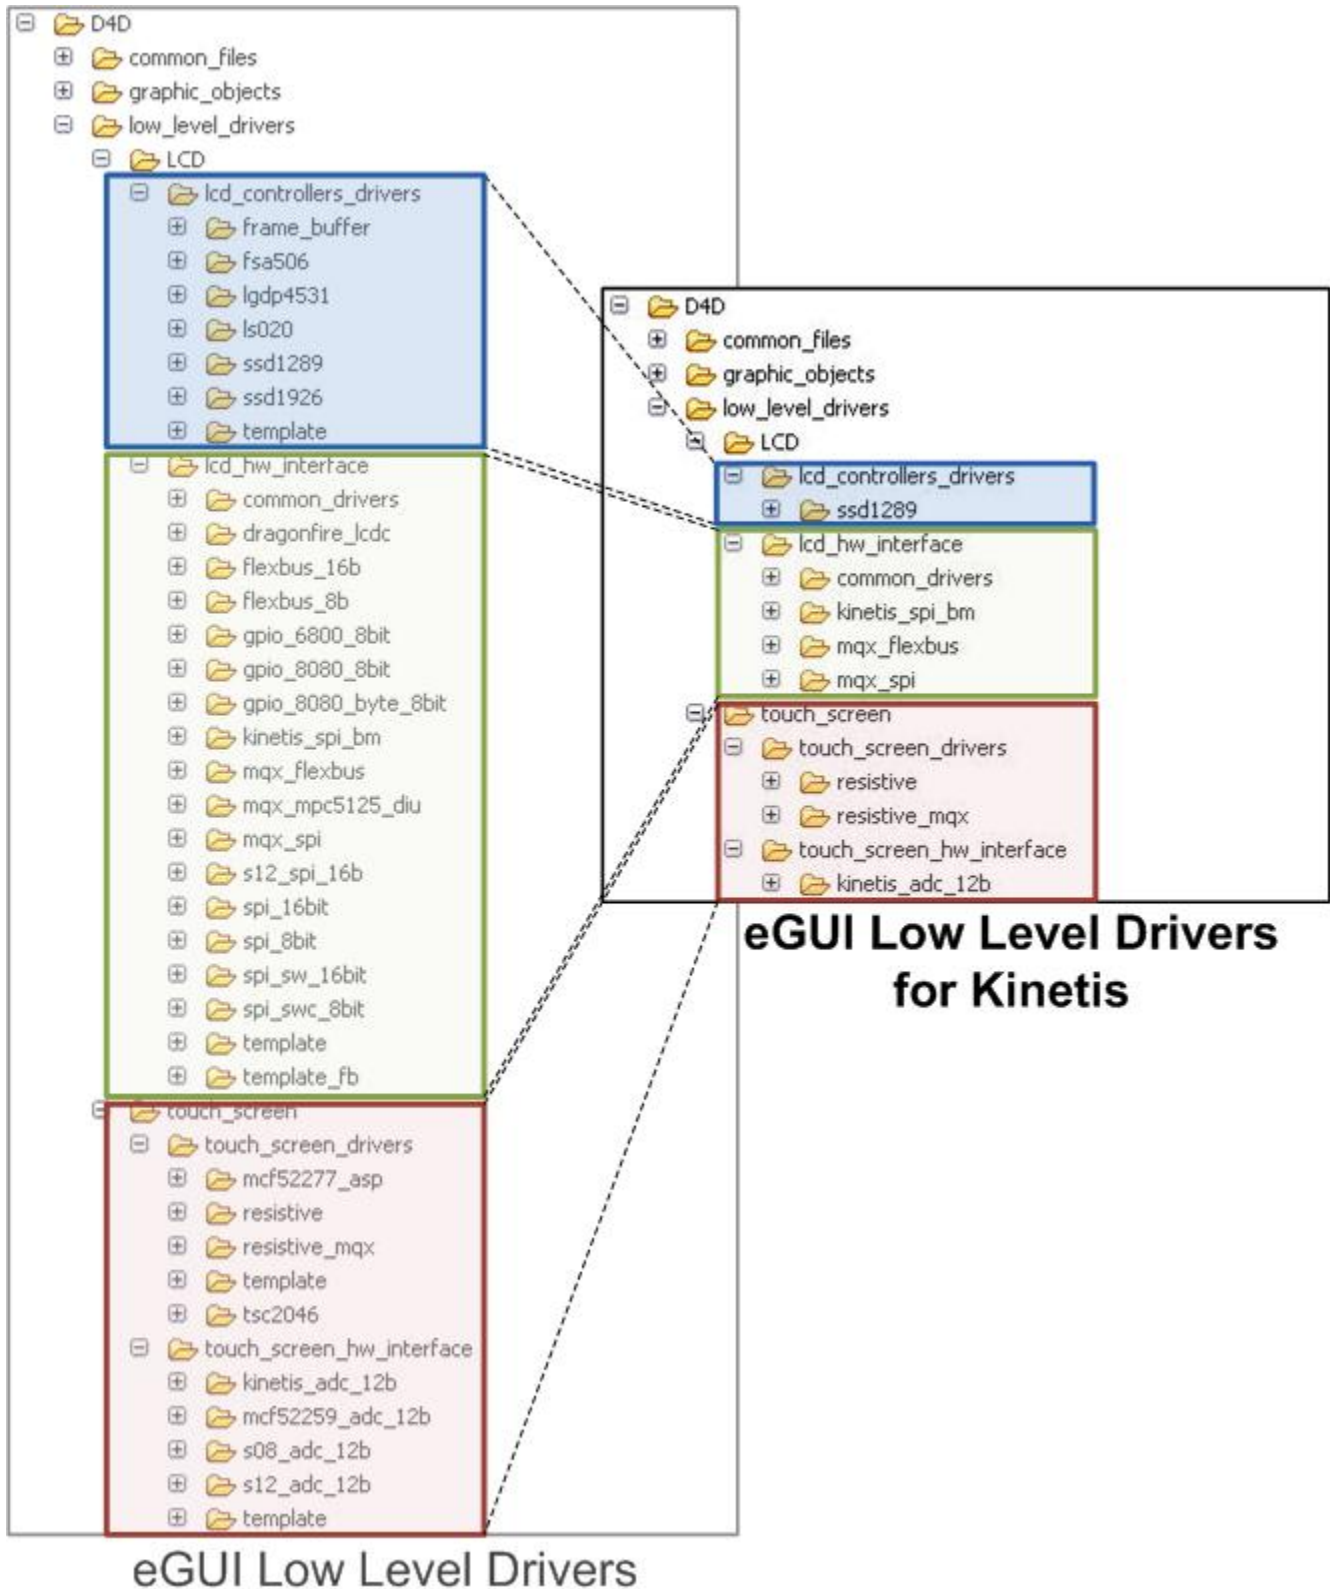 D4D
common_files
graphic_objects
low_level_drivers
LCD
lcd_controllers_drivers
frame_buffer
fsa506
lgdp4531
ls020
ssd1289
ssd1926
template
lcd_hw_interface
common_drivers
dragonfire_lcdc
flexbus_16b
flexbus_8b
gpio_6800_8bit
gpio_8080_8bit
gpio_8080_byte_8bit
kinetis_spi_bm
mqx_flexbus
mqx_mpc5125_diu
mqx_spi
s12_spi_16b
spi_16bit
spi_8bit
spi_sw_16bit
spi_swc_8bit
template
template_fb
touch_screen
touch_screen_drivers
mcf52277_asp
resistive
resistive_mqx
template
tsc2046
touch_screen_hw_interface
kinetis_adc_12b
mcf52259_adc_12b
s08_adc_12b
s12_adc_12b
template
eGUI Low Level Drivers
D4D
common_files
graphic_objects
low_level_drivers
LCD
lcd_controllers_drivers
ssd1289
lcd_hw_interface
common_drivers
kinetis_spi_bm
mqx_flexbus
mqx_spi
touch_screen
touch_screen_drivers
resistive
resistive_mqx
touch_screen_hw_interface
kinetis_adc_12b
eGUI Low Level Drivers
for Kinetis